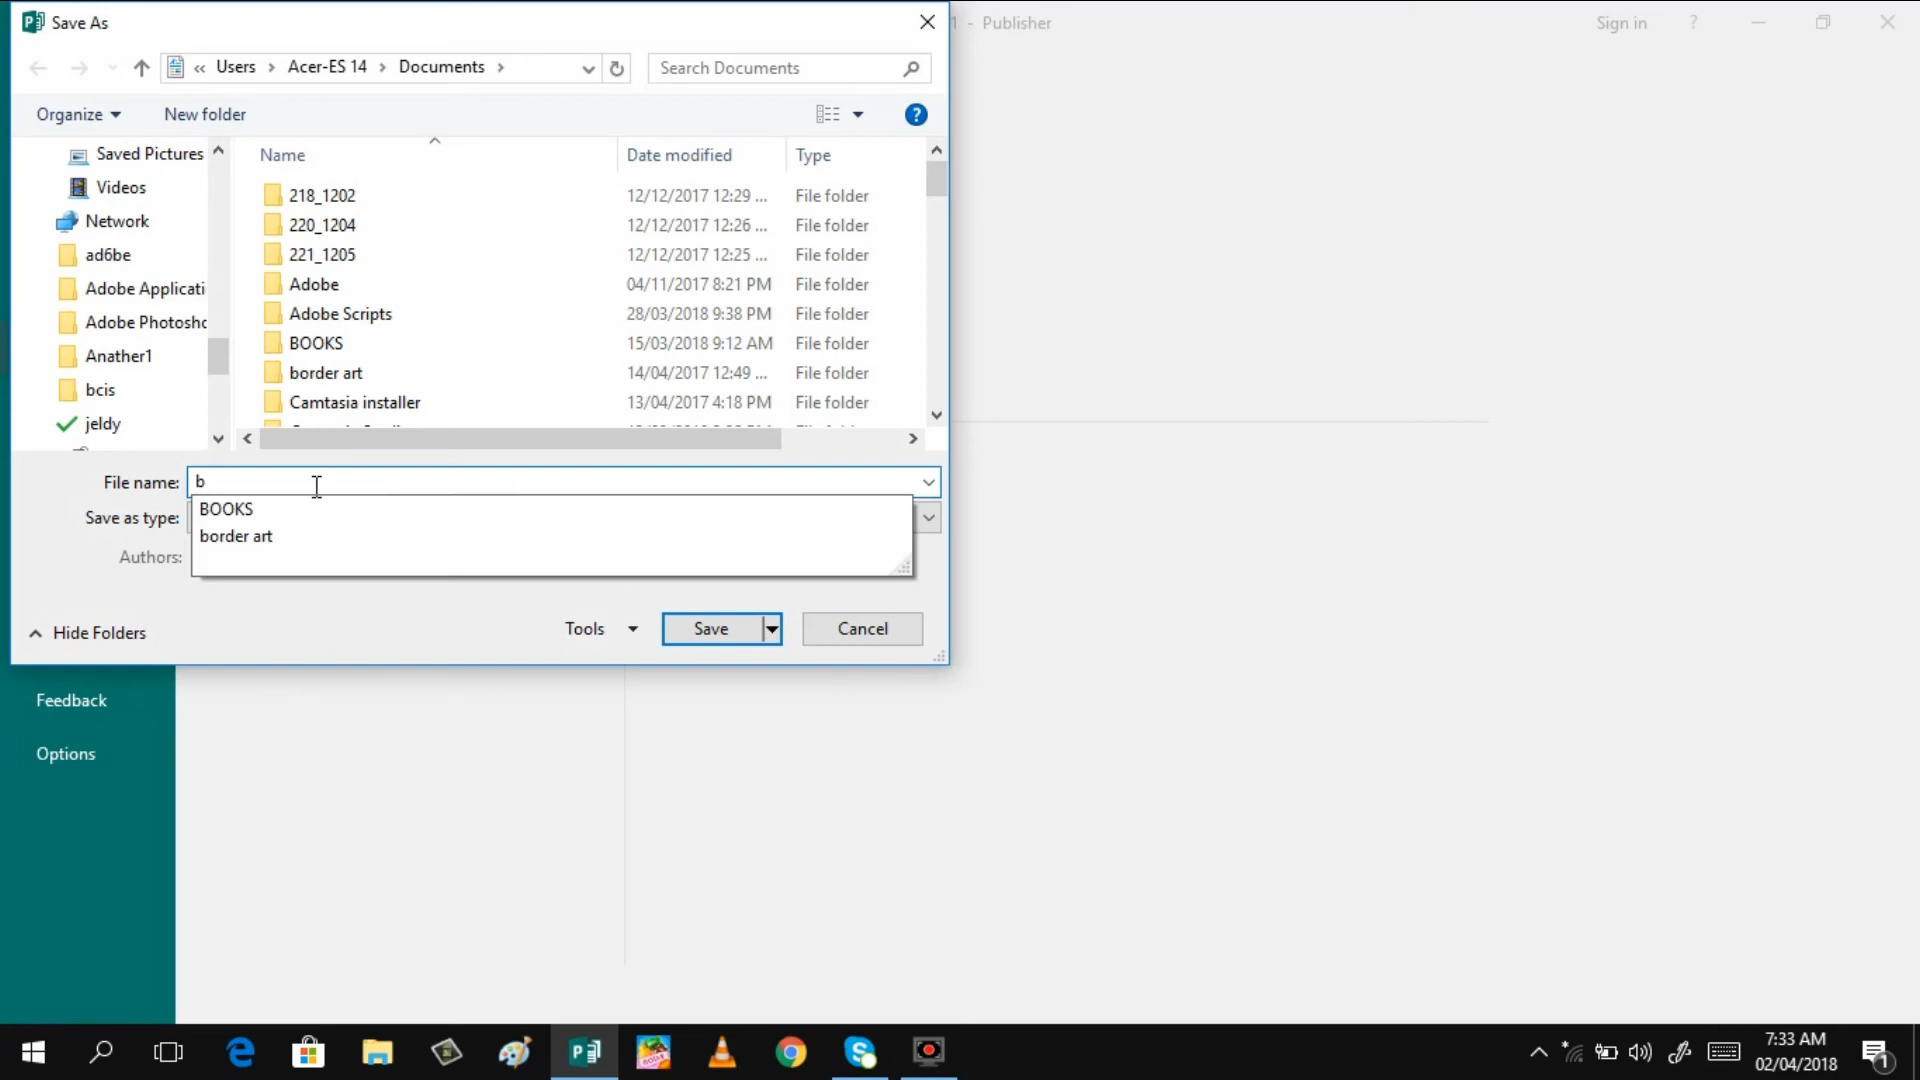 Save As
1 - Publisher
Sign in
?
« Users > Acer-ES 14 > Documents >
Search Documents
Organize
New folder
?
Saved Pictures
Videos
Network
ad6be
Adobe Applicati
Adobe Photosho
Anather1
bcis
jeldy
Name
Date modified
Type
218_1202
12/12/2017 12:29 ...
File folder
220_1204
12/12/2017 12:26 ...
File folder
221_1205
12/12/2017 12:25 ...
File folder
Adobe
04/11/2017 8:21 PM
File folder
Adobe Scripts
28/03/2018 9:38 PM
File folder
BOOKS
15/03/2018 9:12 AM
File folder
border art
14/04/2017 12:49 ...
File folder
Camtasia installer
13/04/2017 4:18 PM
File folder
File name:
b
BOOKS
border art
Save as type:
Authors:
Hide Folders
Tools
Save
Cancel
Feedback
Options
7:33 AM
02/04/2018
1